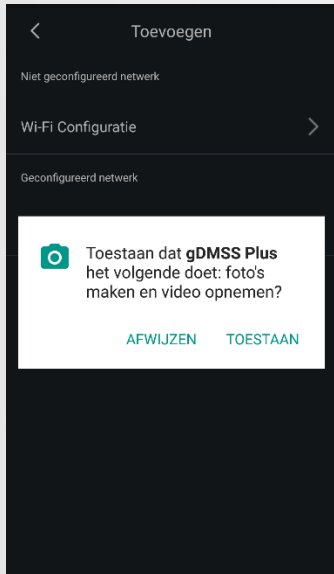 Toevoegen
Niet geconfigureerd netwerk
Wi-Fi Configuratie
Geconfigureerd netwerk
Toestaan dat gDMSS Plus
het volgende doet: foto's
maken en video opnemen?
AFWIJZEN TOESTAAN